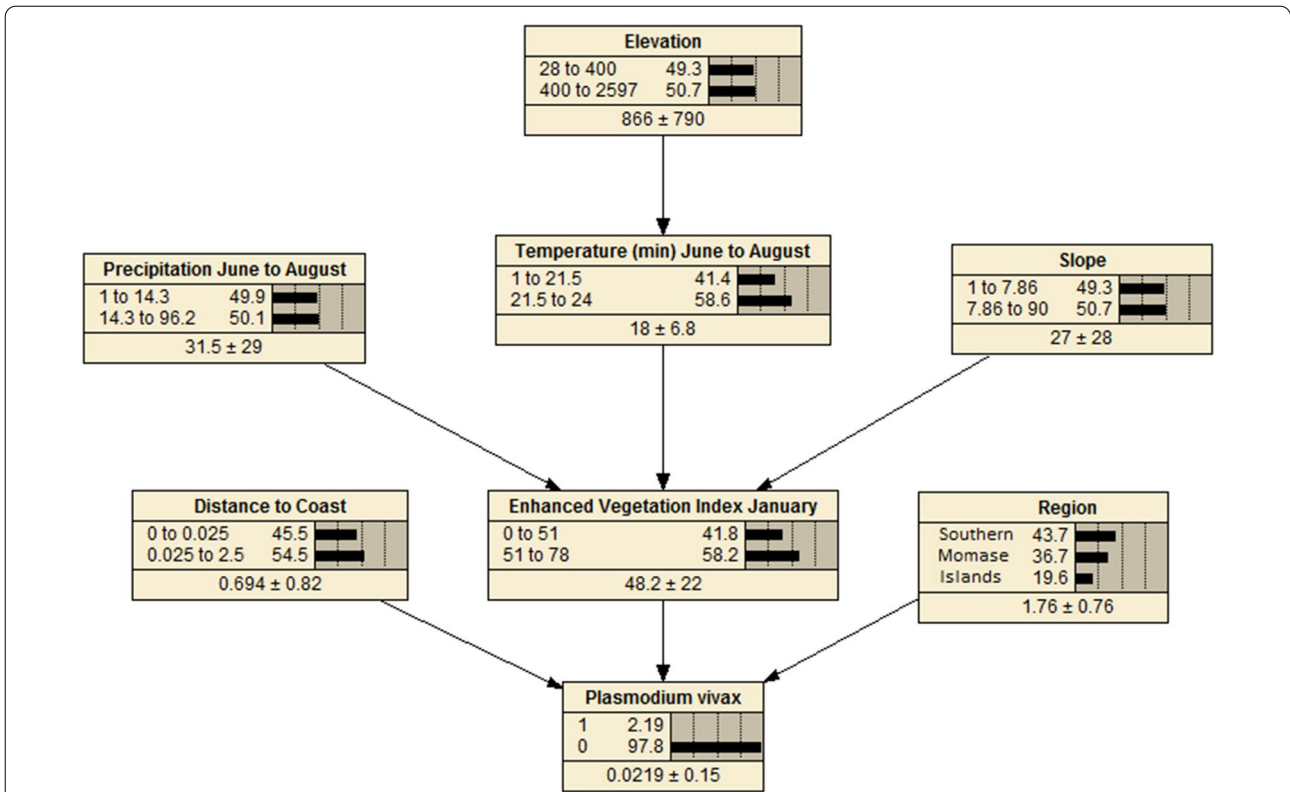 Elevation
28 to 400 49.3
400 to 2597 50.7
866 ± 790
Precipitation June to August
1 to 14.3 49.9
14.3 to 96.2 50.1
31.5 ± 29
Temperature (min) June to August
1 to 21.5 41.4
21.5 to 24 58.6
18 ± 6.8
Slope
1 to 7.86 49.3
7.86 to 90 50.7
27 ± 28
Distance to Coast
0 to 0.025 45.5
0.025 to 2.5 54.5
0.694 ± 0.82
Enhanced Vegetation Index January
0 to 51 41.8
51 to 78 58.2
48.2 ± 22
Region
Southern 43.7
Momase 36.7
Islands 19.6
1.76 ± 0.76
Plasmodium vivax
1 2.19
0 97.8
0.0219 ± 0.15